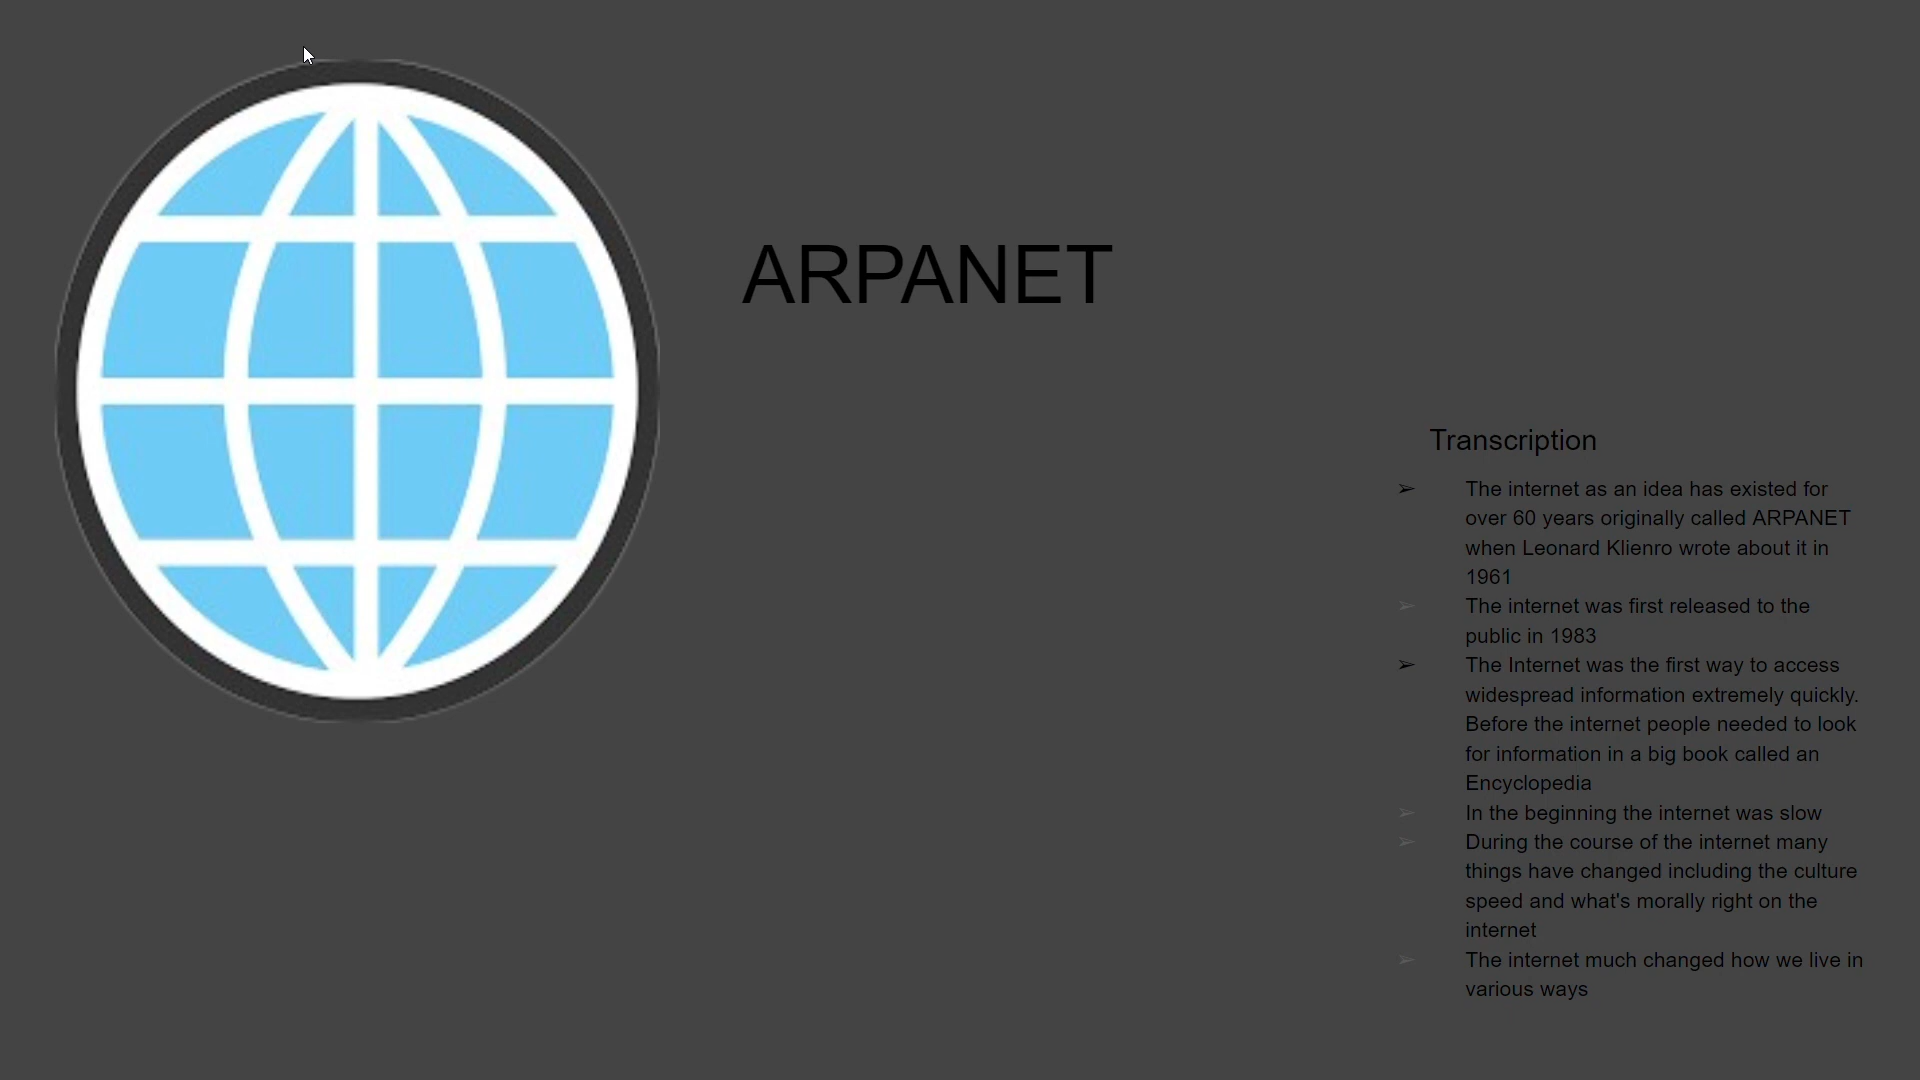 ARPANET
Transcription
➢ The internet as an idea has existed for
over 60 years originally called ARPANET
when Leonard Klienro wrote about it in
1961
➢ The internet was first released to the
public in 1983
➢ The Internet was the first way to access
widespread information extremely quickly.
Before the internet people needed to look
for information in a big book called an
Encyclopedia
➢ In the beginning the internet was slow
➢ During the course of the internet many
things have changed including the culture
speed and what's morally right on the
internet
➢ The internet much changed how we live in
various ways